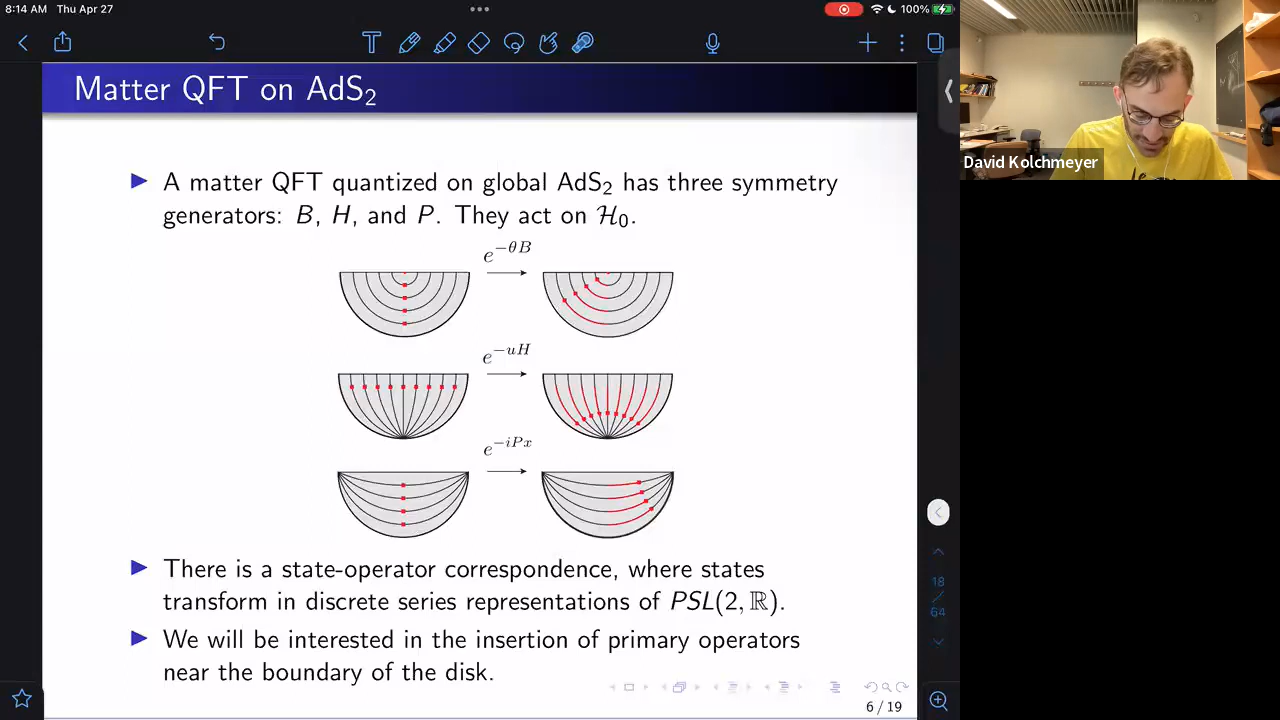 8:14 AM Thu Apr 27
100%
Matter QFT on AdS₂
A matter QFT quantized on global AdS₂ has three symmetry
generators: B, H, and P. They act on ℋ₀.
e^{−θB}
e^{−uH}
e^{−iPx}
There is a state-operator correspondence, where states
transform in discrete series representations of PSL(2, ℝ).
We will be interested in the insertion of primary operators
near the boundary of the disk.
6 / 19
18
/
64
David Kolchmeyer